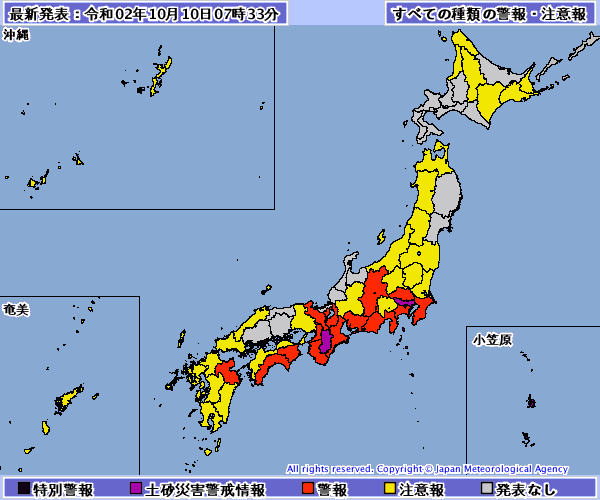 最新発表：令和02年10月10日07時33分
すべての種類の警報・注意報
沖縄
奄美
小笠原
All rights reserved. Copyright © Japan Meteorological Agency
特別警報 土砂災害警戒情報 警報 注意報 発表なし